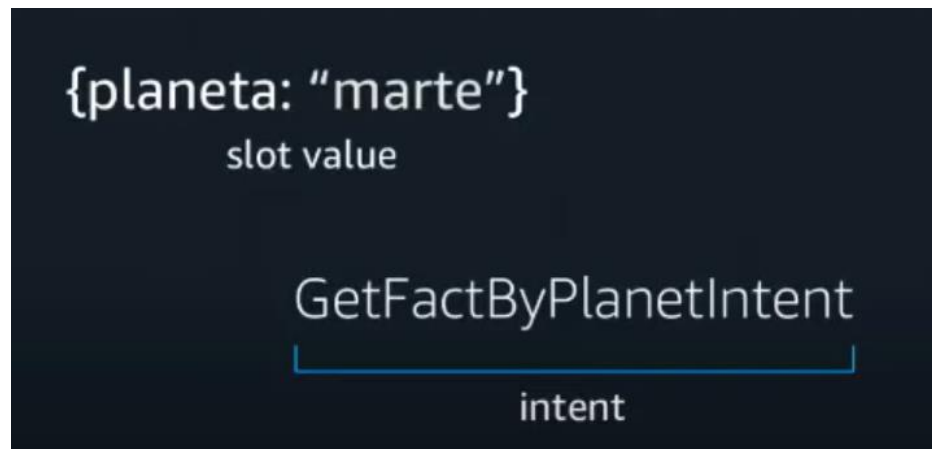 {planeta: “marte”}
slot value
GetFactByPlanetIntent
intent